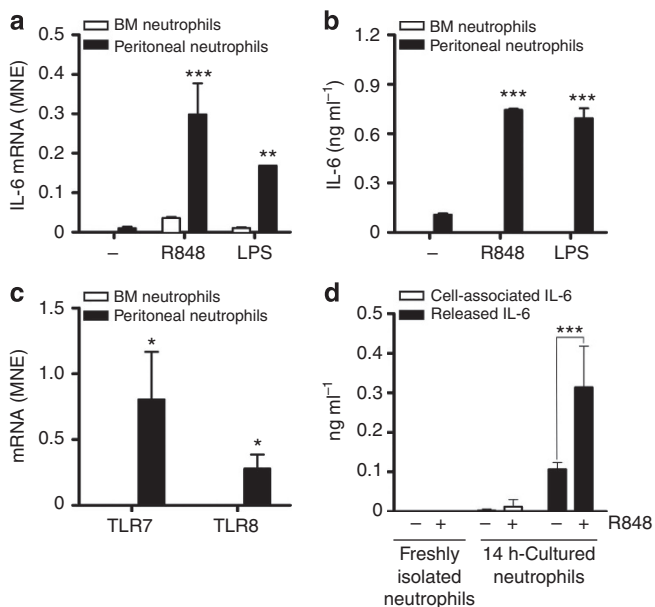 a
BM neutrophils
Peritoneal neutrophils
IL-6 mRNA (MNE)
0.5
0.4
0.3
0.2
0.1
0
***
**
–
R848
LPS
b
BM neutrophils
Peritoneal neutrophils
IL-6 (ng ml–1)
1.2
0.9
0.6
0.3
0
***
***
–
R848
LPS
c
BM neutrophils
Peritoneal neutrophils
mRNA (MNE)
1.5
1.0
0.5
0
*
*
TLR7
TLR8
d
Cell-associated IL-6
Released IL-6
ng ml–1
0.5
0.4
0.3
0.2
0.1
0
***
– + – + – + R848
Freshly
isolated
neutrophils
14 h-Cultured
neutrophils